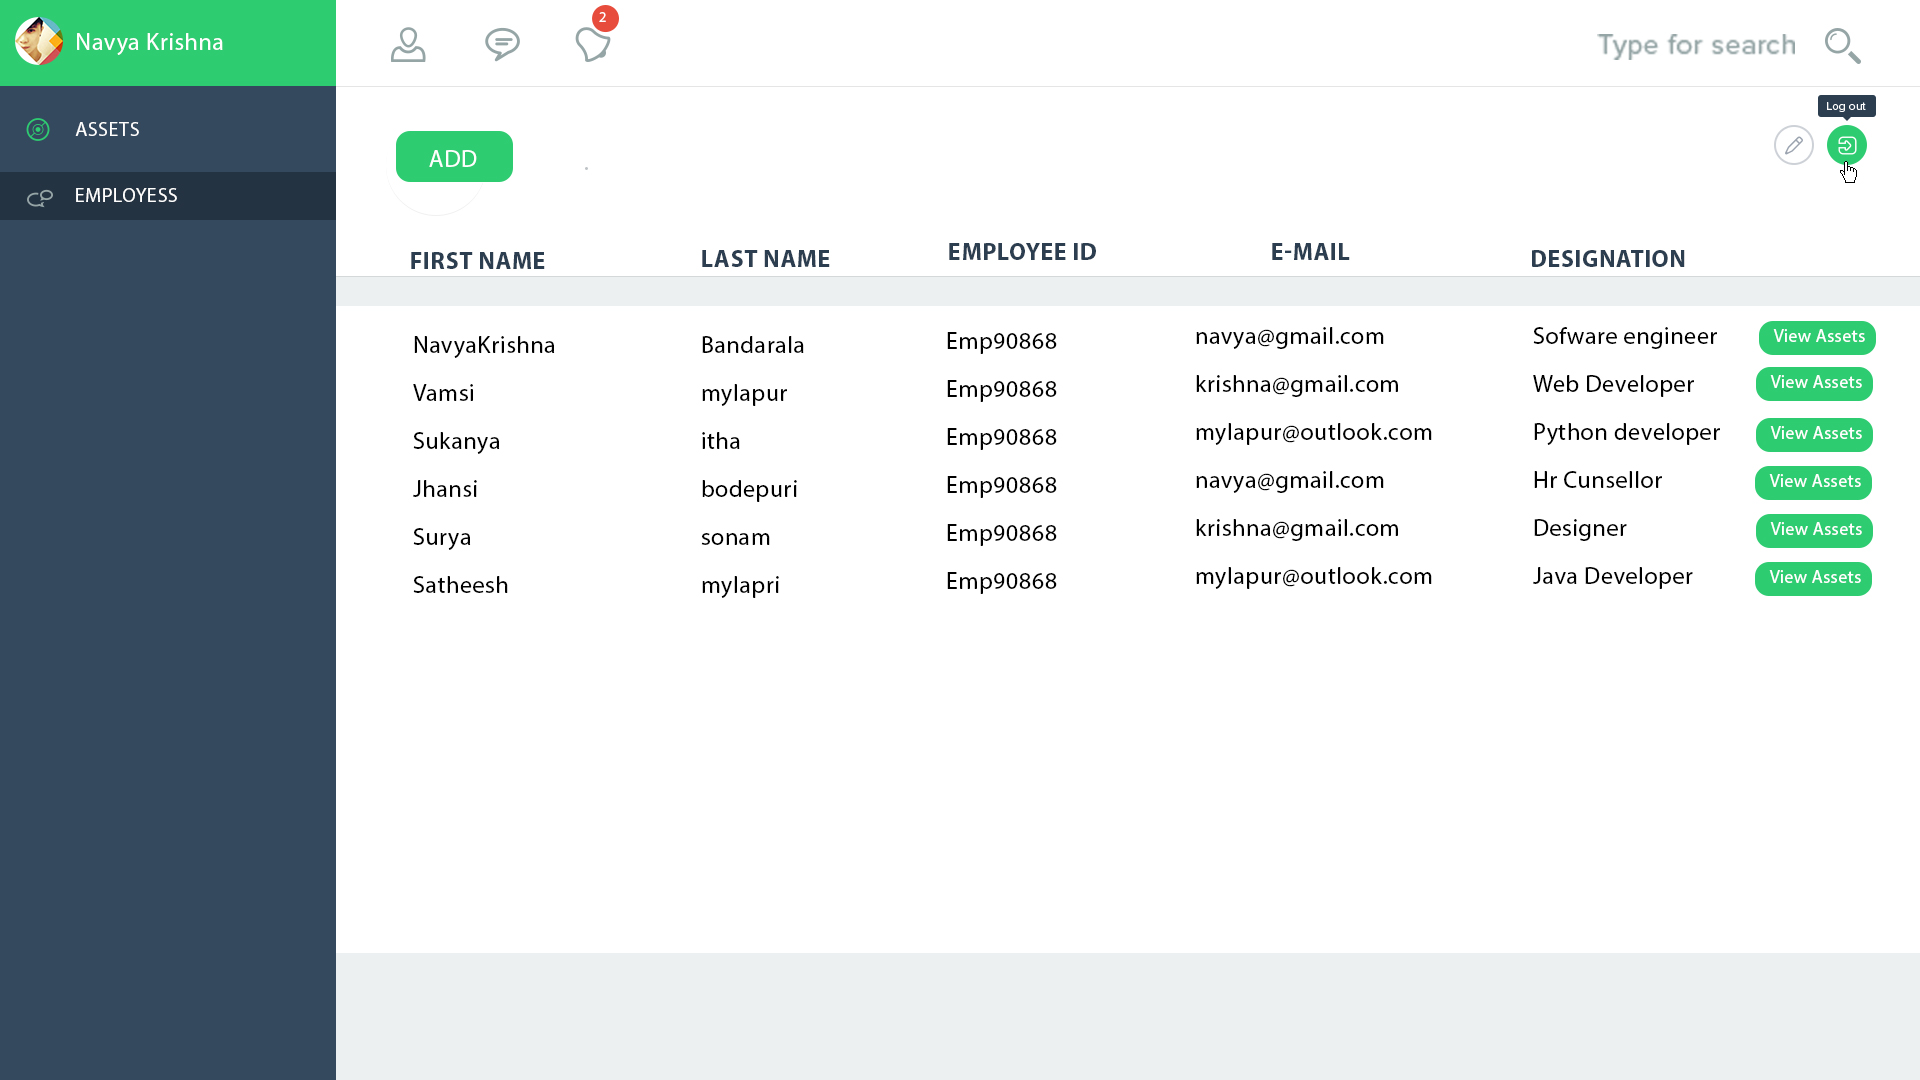 Navya Krishna
2
Type for search
ASSETS
EMPLOYESS
Log out
ADD
FIRST NAME LAST NAME EMPLOYEE ID E-MAIL DESIGNATION
NavyaKrishna Bandarala Emp90868 navya@gmail.com Sofware engineer View Assets
Vamsi mylapur Emp90868 krishna@gmail.com Web Developer View Assets
Sukanya itha Emp90868 mylapur@outlook.com Python developer View Assets
Jhansi bodepuri Emp90868 navya@gmail.com Hr Cunsellor View Assets
Surya sonam Emp90868 krishna@gmail.com Designer View Assets
Satheesh mylapri Emp90868 mylapur@outlook.com Java Developer View Assets